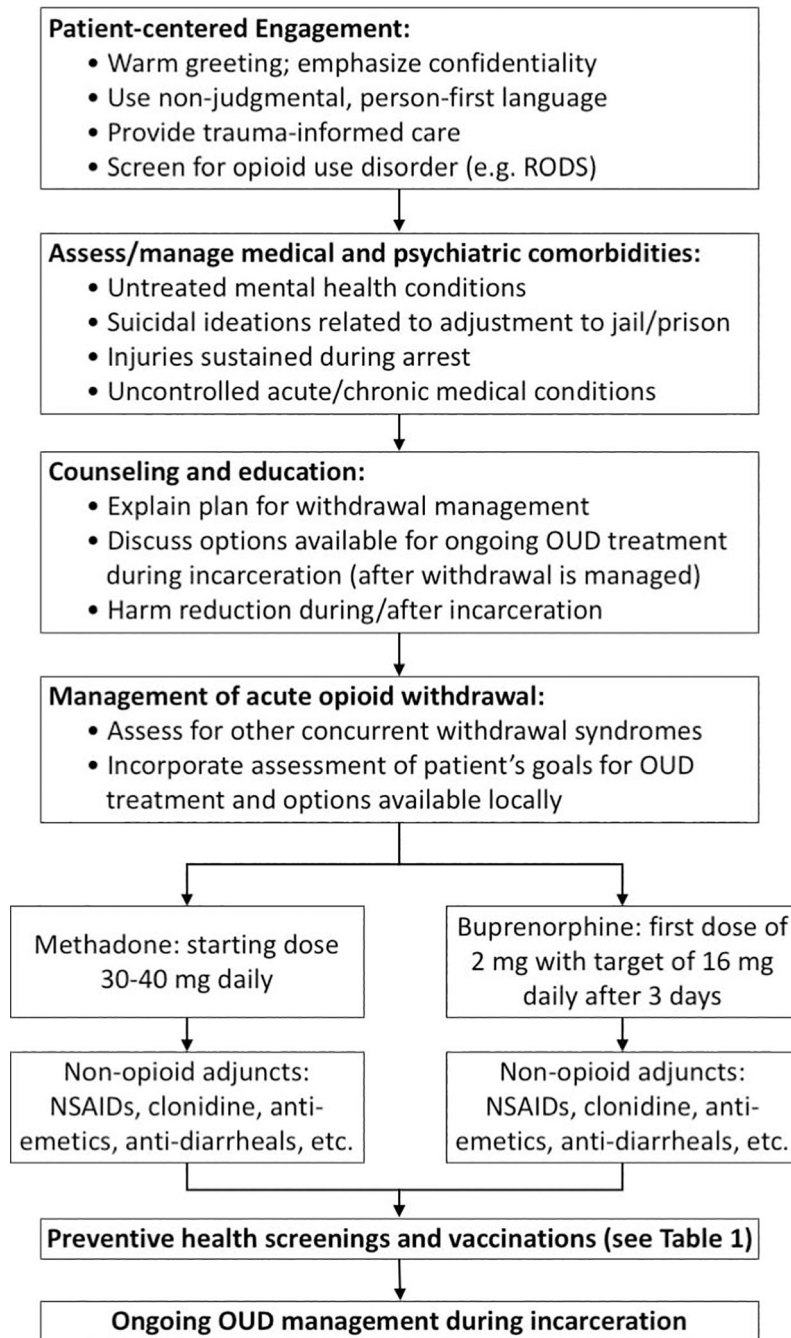 Patient-centered Engagement:
• Warm greeting; emphasize confidentiality
• Use non-judgmental, person-first language
• Provide trauma-informed care
• Screen for opioid use disorder (e.g. RODS)
Assess/manage medical and psychiatric comorbidities:
• Untreated mental health conditions
• Suicidal ideations related to adjustment to jail/prison
• Injuries sustained during arrest
• Uncontrolled acute/chronic medical conditions
Counseling and education:
• Explain plan for withdrawal management
• Discuss options available for ongoing OUD treatment
during incarceration (after withdrawal is managed)
• Harm reduction during/after incarceration
Management of acute opioid withdrawal:
• Assess for other concurrent withdrawal syndromes
• Incorporate assessment of patient's goals for OUD
treatment and options available locally
Methadone: starting dose
30-40 mg daily
Buprenorphine: first dose of
2 mg with target of 16 mg
daily after 3 days
Non-opioid adjuncts:
NSAIDs, clonidine, anti-
emetics, anti-diarrheals, etc.
Non-opioid adjuncts:
NSAIDs, clonidine, anti-
emetics, anti-diarrheals, etc.
Preventive health screenings and vaccinations (see Table 1)
Ongoing OUD management during incarceration